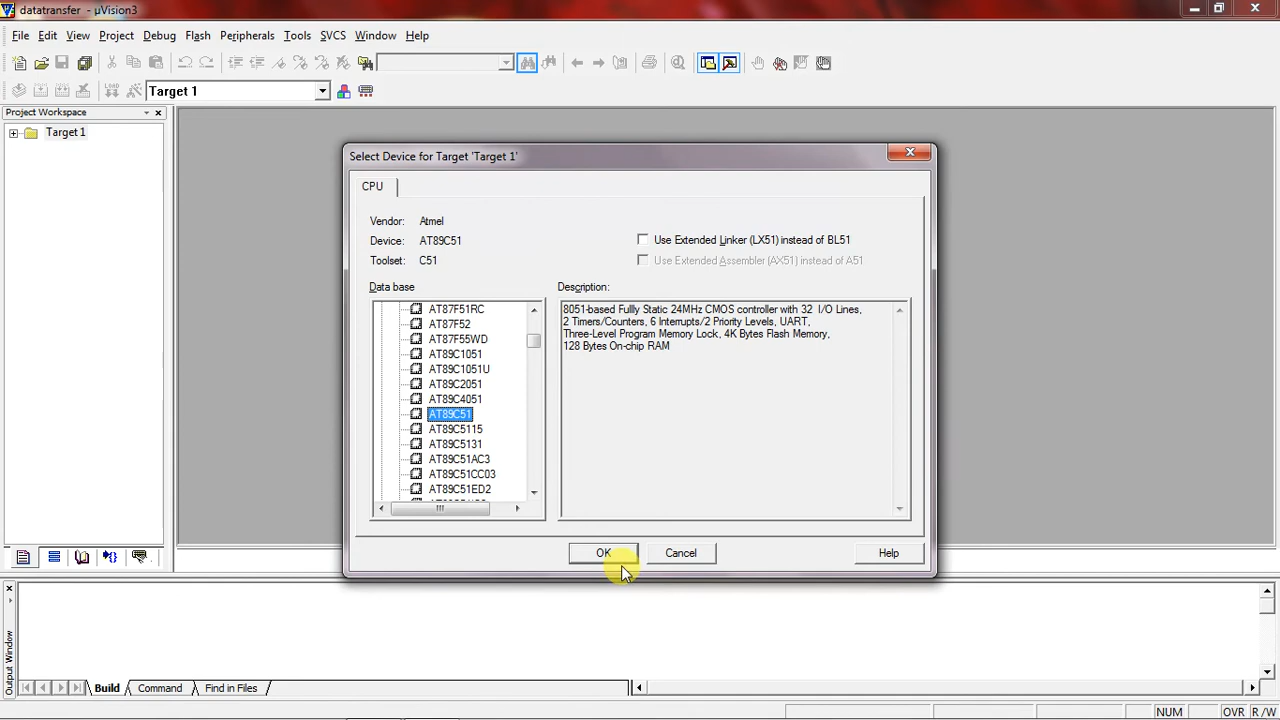 datatransfer - µVision3
File Edit View Project Debug Flash Peripherals Tools SVCS Window Help
LOAD
Target 1
Project Workspace
Target 1
Select Device for Target 'Target 1'
CPU
Vendor: Atmel
Device: AT89C51
Toolset: C51
Use Extended Linker (LX51) instead of BL51
Use Extended Assembler (AX51) instead of A51
Data base
AT87F51RC
AT87F52
AT87F55WD
AT89C1051
AT89C1051U
AT89C2051
AT89C4051
AT89C51
AT89C5115
AT89C5131
AT89C51AC3
AT89C51CC03
AT89C51ED2
Description:
8051-based Fullly Static 24MHz CMOS controller with 32 I/O Lines,
2 Timers/Counters, 6 Interrupts/2 Priority Levels, UART,
Three-Level Program Memory Lock, 4K Bytes Flash Memory,
128 Bytes On-chip RAM
OK Cancel Help
Output Window
Build Command Find in Files
NUM OVR R/W